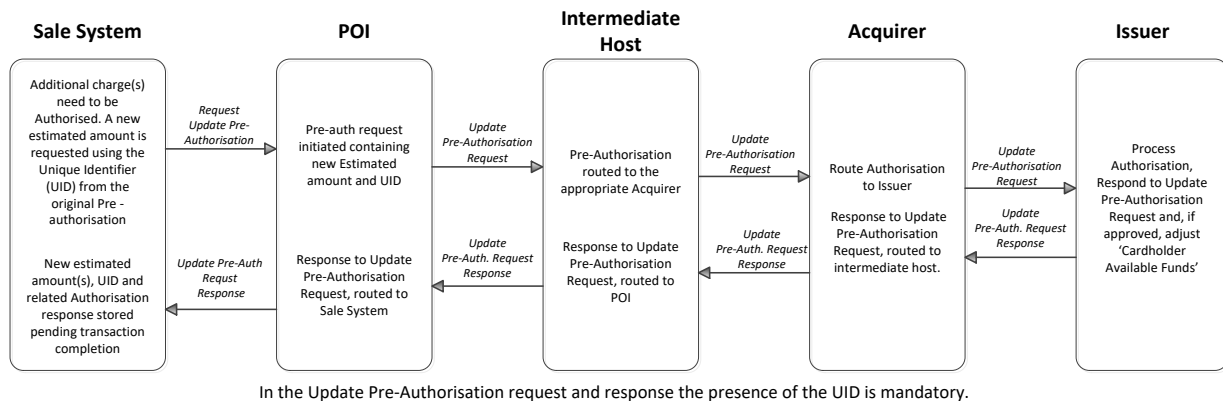 Sale System
POI
Intermediate
Host
Acquirer
Issuer
Additional charge(s)
need to be
Authorised. A new
estimated amount is
requested using the
Unique Identifier
(UID) from the
original Pre -
authorisation
New estimated
amount(s), UID and
related Authorisation
response stored
pending transaction
completion
Request
Update Pre-
Authorisation
Update Pre-Auth
Requst
Response
Pre-auth request
initiated containing
new Estimated
amount and UID
Response to Update
Pre-Authorisation
Request, routed to
Sale System
Update
Pre-Authorisation
Request
Update
Pre-Auth. Request
Response
Pre-Authorisation
routed to the
appropriate Acquirer
Response to Update
Pre-Authorisation
Request, routed to
POI
Update
Pre-Authorisation
Request
Update
Pre-Auth. Request
Response
Route Authorisation
to Issuer
Response to Update
Pre-Authorisation
Request, routed to
intermediate host.
Update
Pre-Authorisation
Request
Update
Pre-Auth. Request
Response
Process
Authorisation,
Respond to Update
Pre-Authorisation
Request and, if
approved, adjust
‘Cardholder
Available Funds’
In the Update Pre-Authorisation request and response the presence of the UID is mandatory.